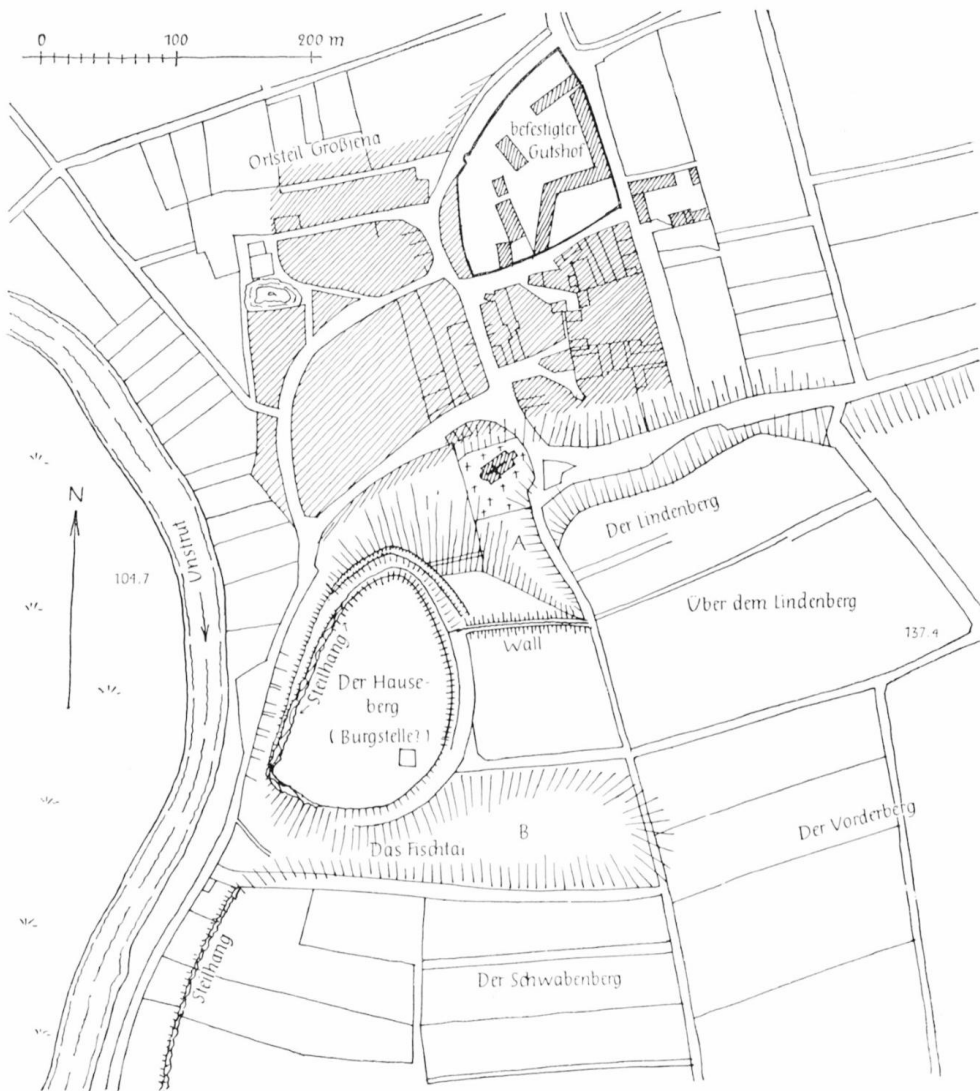 0 100 200 m
befestigter
Gutshof
Ortsteil Großjena
N
Unstrut
104.7
A
Der Lindenberg
Über dem Lindenberg
137.4
Wall
Steilhang
Der Hause-
berg
(Burgstelle?)
B
Das Fischtal
Der Vorderberg
Steilhang
Der Schwabenberg